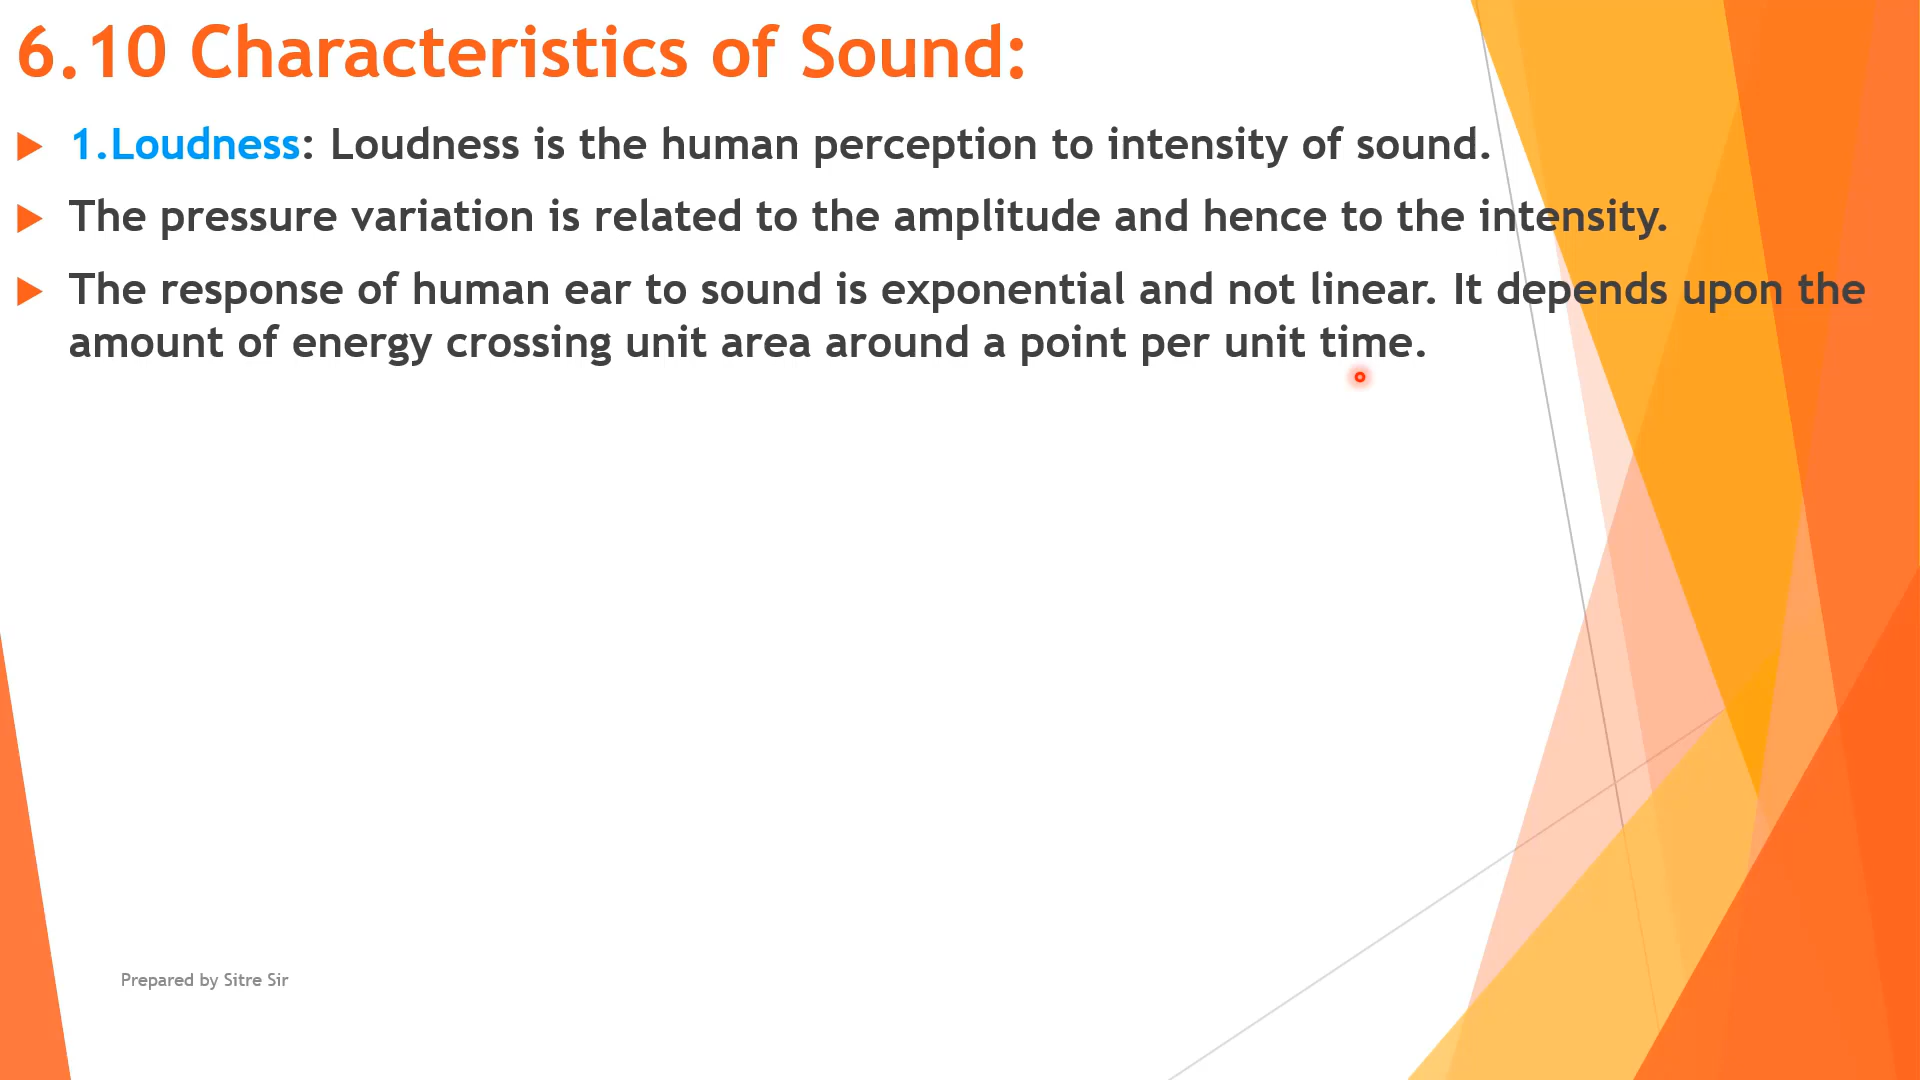 6.10 Characteristics of Sound:
1.Loudness: Loudness is the human perception to intensity of sound.
The pressure variation is related to the amplitude and hence to the intensity.
The response of human ear to sound is exponential and not linear. It depends upon the
amount of energy crossing unit area around a point per unit time.
Prepared by Sitre Sir